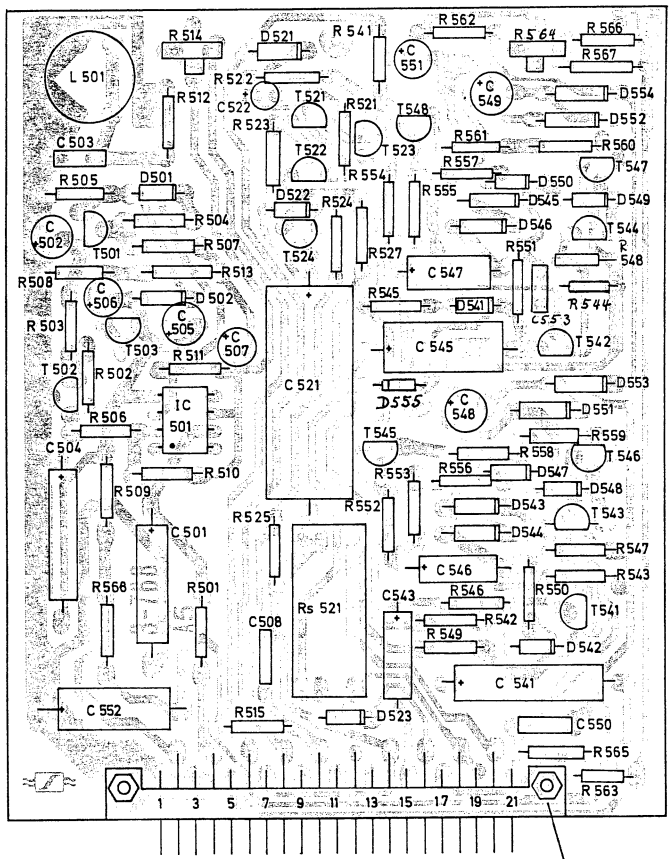 R 562
R 514
D 521
R 541
R 564
R 566
C 551
R 567
L 501
R 522
C 549
D 554
R 512
C 522
T 521
R 521
T 548
D 552
R 523
C 503
T 522
T 523
R 561
R 560
R 554
R 557
T 547
R 505
D 501
D 522
R 524
R 555
D 550
D 545
D 549
C 502
T 501
R 504
D 546
T 544
R 507
T 524
R 527
R 551
R 548
R 508
R 513
C 547
C 506
D 502
R 545
D 541
C 553
R 544
R 503
T 503
C 505
C 507
C 545
T 542
T 502
R 502
R 511
C 521
D 555
D 553
IC 501
C 548
D 551
R 506
T 545
R 559
C 504
R 558
T 546
R 510
R 553
R 556
D 547
R 509
D 548
R 552
D 543
T 543
R 525
C 501
D 544
R 547
C 546
R 543
R 568
R 501
Rs 521
C 543
R 546
R 550
T 541
R 542
C 508
R 549
D 542
C 541
C 552
D 523
C 550
R 515
R 565
R 563
1 3 5 7 9 11 13 15 17 19 21